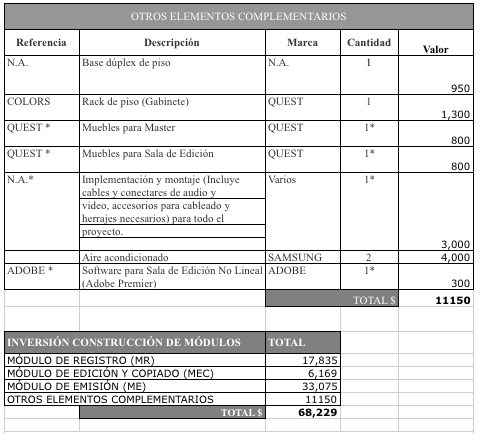 OTROS ELEMENTOS COMPLEMENTARIOS
Referencia Descripción Marca Cantidad Valor
N.A. Base dúplex de piso N.A. 1 950
COLORS Rack de piso (Gabinete) QUEST 1 1,300
QUEST * Muebles para Master QUEST 1* 800
QUEST * Muebles para Sala de Edición QUEST 1* 800
N.A.* Implementación y montaje (Incluye Varios 1*
cables y conectares de audio y
video, accesorios para cableado y
herrajes necesarios) para todo el
proyecto.
3,000
Aire acondicionado SAMSUNG 2 4,000
ADOBE * Software para Sala de Edición No Lineal ADOBE 1*
(Adobe Premier) 300
TOTAL $ 11150
INVERSIÓN CONSTRUCCIÓN DE MÓDULOS TOTAL
MÓDULO DE REGISTRO (MR) 17,835
MÓDULO DE EDICIÓN Y COPIADO (MEC) 6,169
MÓDULO DE EMISIÓN (ME) 33,075
OTROS ELEMENTOS COMPLEMENTARIOS 11150
TOTAL $ 68,229